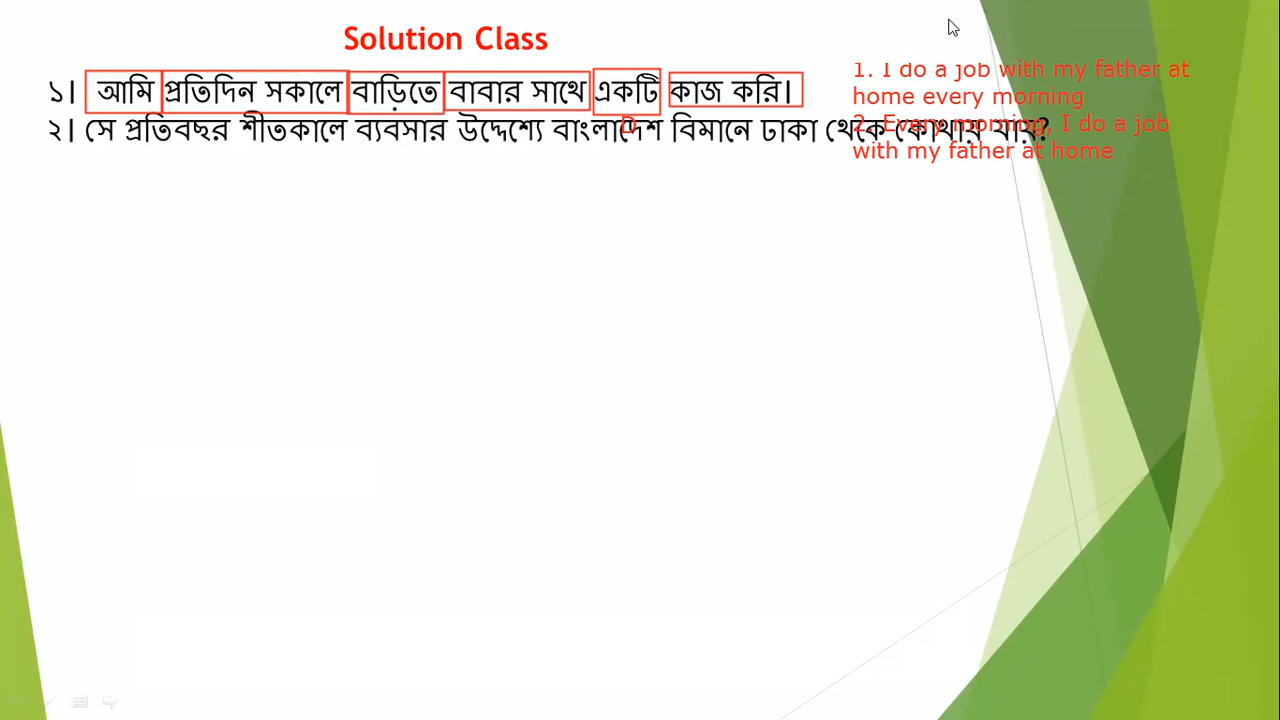 Solution Class
১। আমি প্রতিদিন সকালে বাড়িতে বাবার সাথে একটি কাজ করি।
২। সে প্রতিবছর শীতকালে ব্যবসার উদ্দেশ্যে বাংলাদেশ বিমানে ঢাকা থেকে কোথায় যায়?
D
1. I do a job with my father at
home every morning
2. Every morning, I do a job
with my father at home